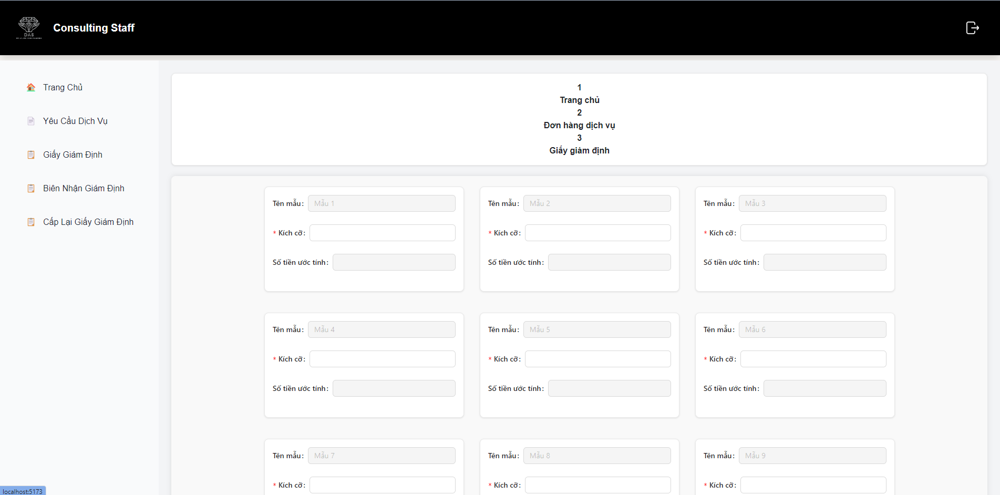 DAS
Consulting Staff
Trang Chủ
Yêu Cầu Dịch Vụ
Giấy Giám Định
Biên Nhận Giám Định
Cấp Lại Giấy Giám Định
1
Trang chủ
2
Đơn hàng dịch vụ
3
Giấy giám định
Tên mẫu: Mẫu 1
* Kích cỡ:
Số tiền ước tính:
Tên mẫu: Mẫu 2
* Kích cỡ:
Số tiền ước tính:
Tên mẫu: Mẫu 3
* Kích cỡ:
Số tiền ước tính:
Tên mẫu: Mẫu 4
* Kích cỡ:
Số tiền ước tính:
Tên mẫu: Mẫu 5
* Kích cỡ:
Số tiền ước tính:
Tên mẫu: Mẫu 6
* Kích cỡ:
Số tiền ước tính:
Tên mẫu: Mẫu 7
* Kích cỡ:
Tên mẫu: Mẫu 8
* Kích cỡ:
Tên mẫu: Mẫu 9
* Kích cỡ:
localhost:5173